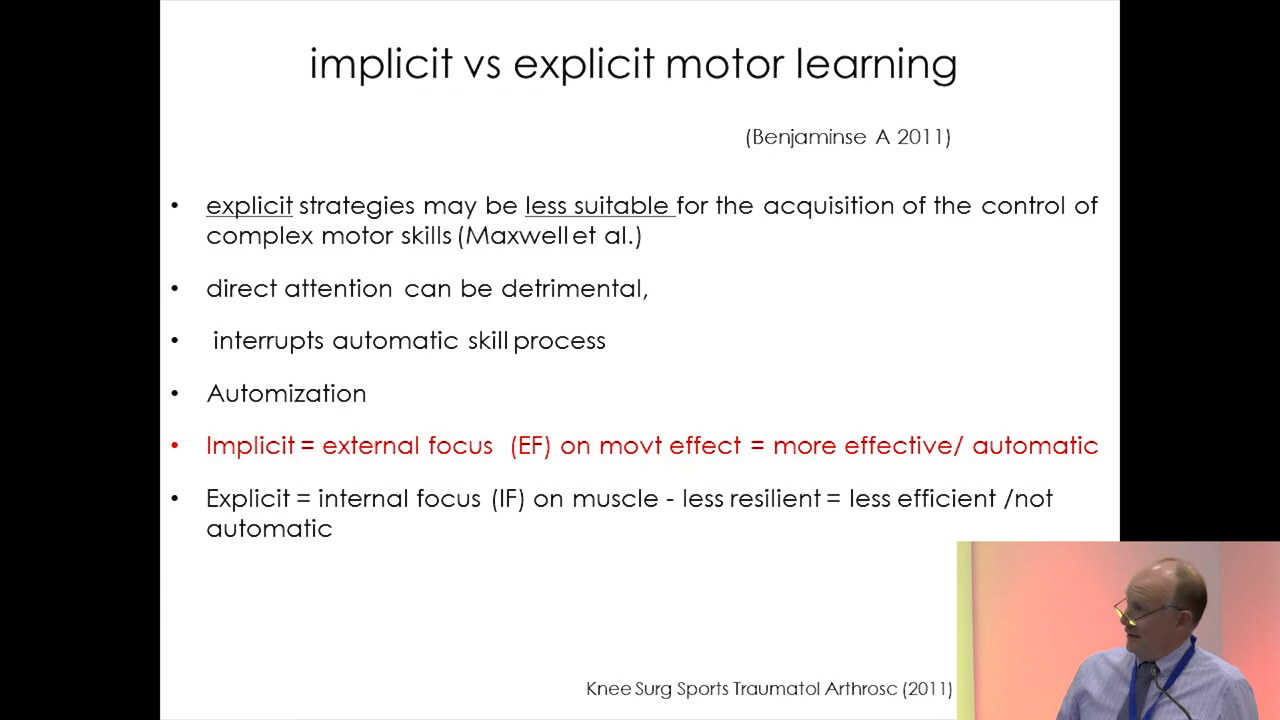 implicit vs explicit motor learning
(Benjaminse A 2011)
• explicit strategies may be less suitable for the acquisition of the control of
complex motor skills (Maxwell et al.)
• direct attention can be detrimental,
• interrupts automatic skill process
• Automization
• Implicit = external focus (EF) on movt effect = more effective/ automatic
• Explicit = internal focus (IF) on muscle - less resilient = less efficient /not
automatic
Knee Surg Sports Traumatol Arthrosc (2011)